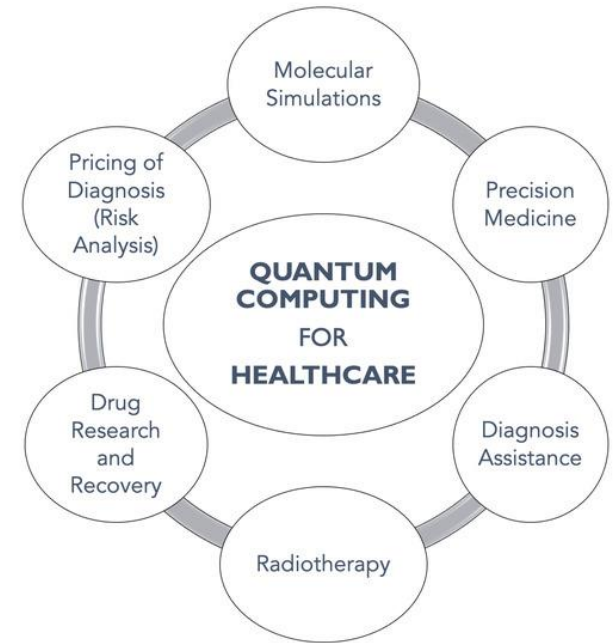 Molecular
Simulations
Precision
Medicine
Diagnosis
Assistance
Radiotherapy
Drug
Research
and
Recovery
Pricing of
Diagnosis
(Risk
Analysis)
QUANTUM
COMPUTING
FOR
HEALTHCARE